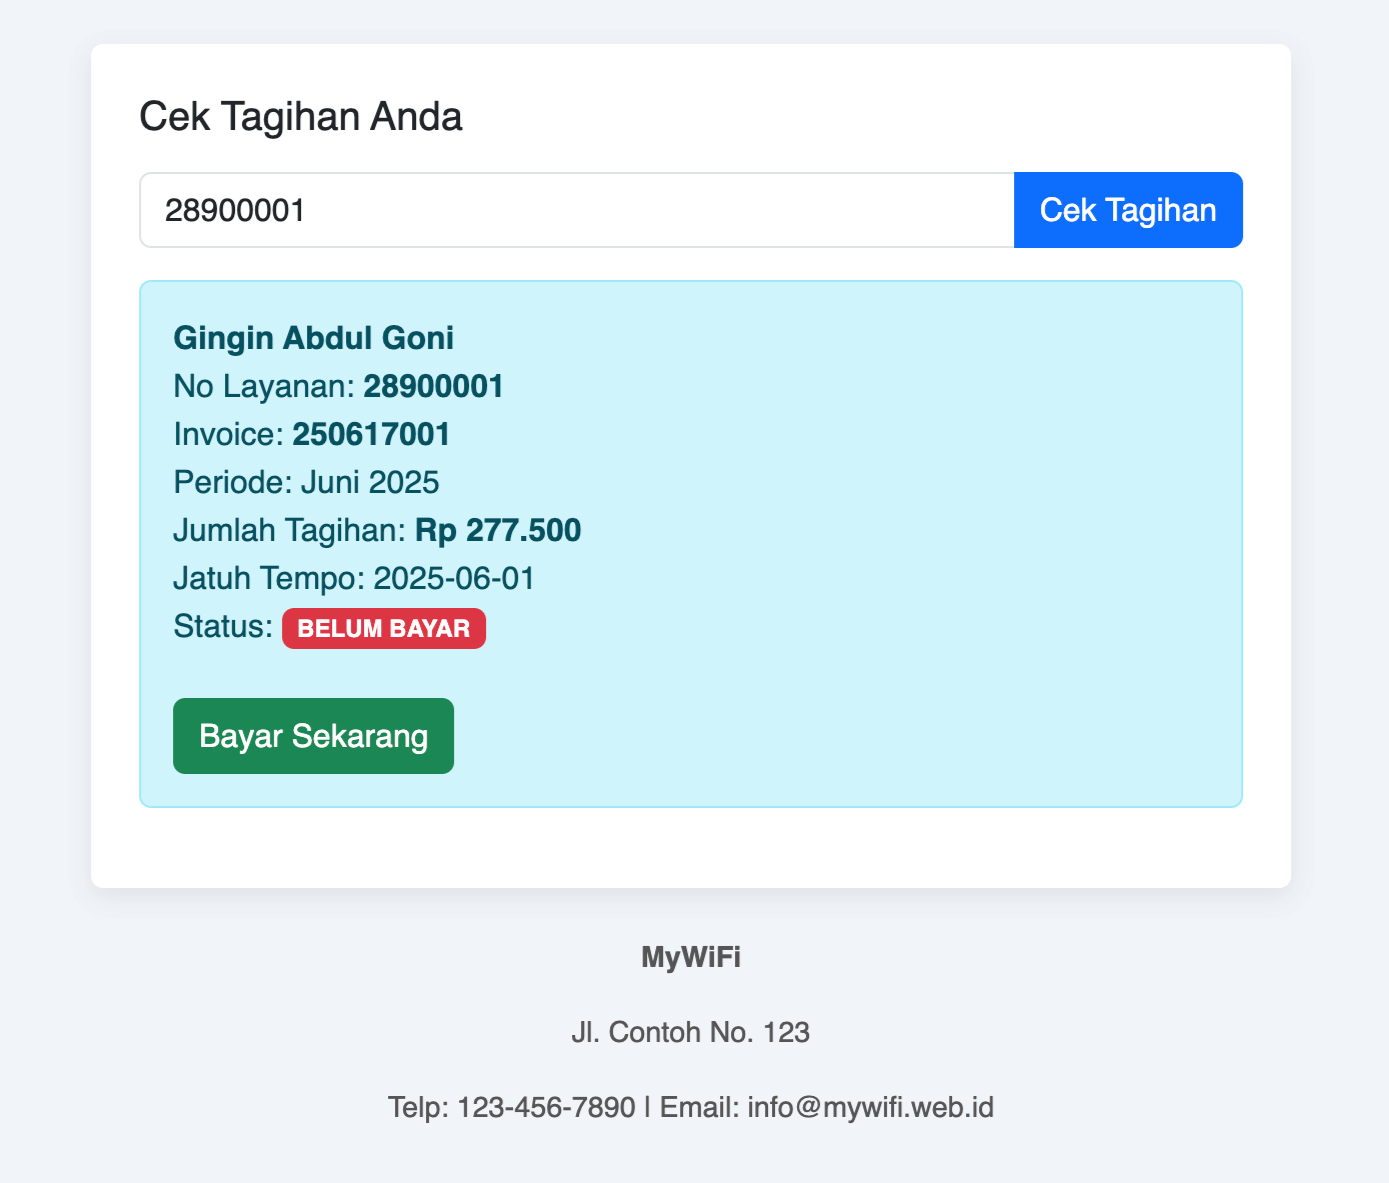 Cek Tagihan Anda
28900001
Cek Tagihan
Gingin Abdul Goni
No Layanan: 28900001
Invoice: 250617001
Periode: Juni 2025
Jumlah Tagihan: Rp 277.500
Jatuh Tempo: 2025-06-01
Status: BELUM BAYAR
Bayar Sekarang
MyWiFi
Jl. Contoh No. 123
Telp: 123-456-7890 | Email: info@mywifi.web.id